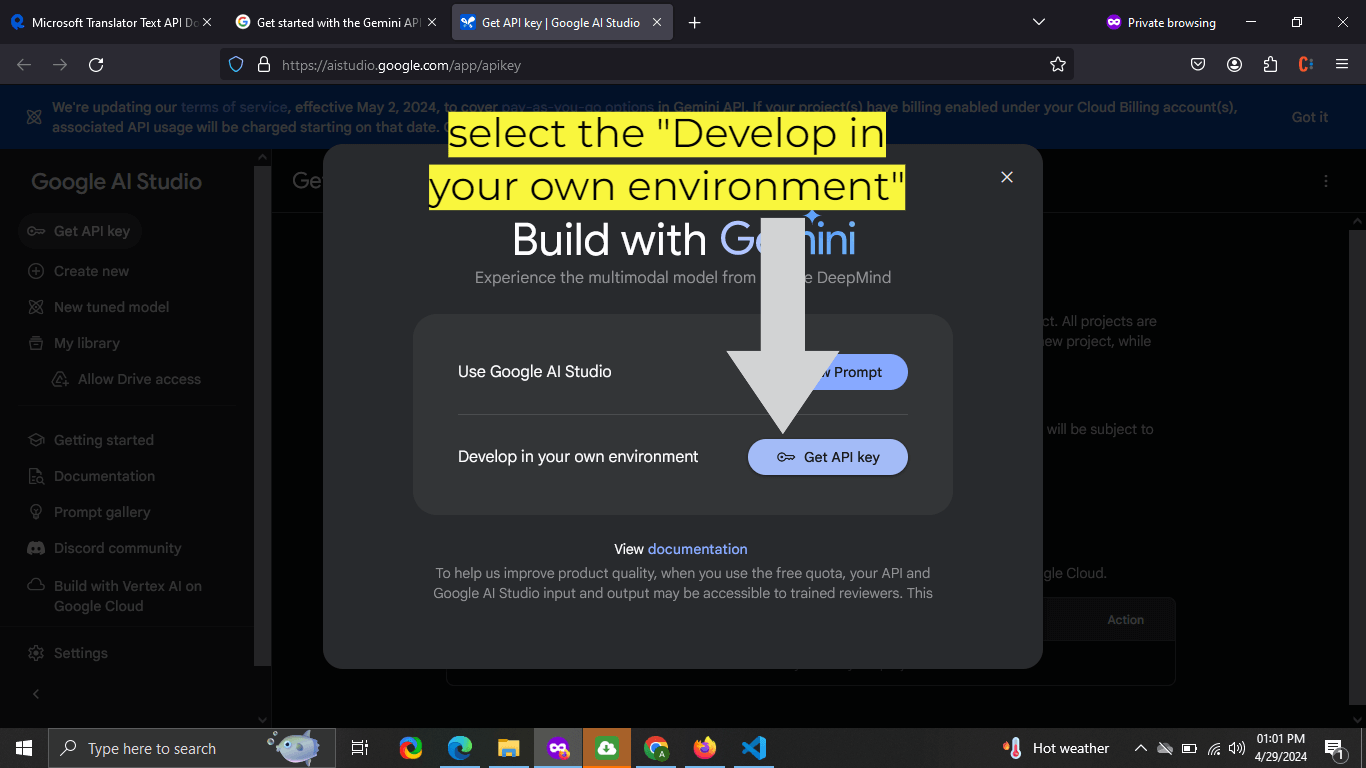 Microsoft Translator Text API Do
Get started with the Gemini API
Get API key | Google AI Studio
Private browsing
https://aistudio.google.com/app/apikey
We're updating our terms of service, effective May 2, 2024, to cover pay-as-you-go options in Gemini API. If your project(s) have billing enabled under your Cloud Billing account(s),
associated API usage will be charged starting on that date.
Got it
select the "Develop in
your own environment"
Google AI Studio
Get API key
Create new
New tuned model
My library
Allow Drive access
Getting started
Documentation
Prompt gallery
Discord community
Build with Vertex AI on
Google Cloud
Settings
Build with Gemini
Experience the multimodal model from DeepMind
Use Google AI Studio
Prompt
Develop in your own environment
Get API key
View documentation
To help us improve product quality, when you use the free quota, your API and
Google AI Studio input and output may be accessible to trained reviewers. This
ct. All projects are
ew project, while
will be subject to
gle Cloud.
Action
Type here to search
Hot weather
01:01 PM
4/29/2024
1